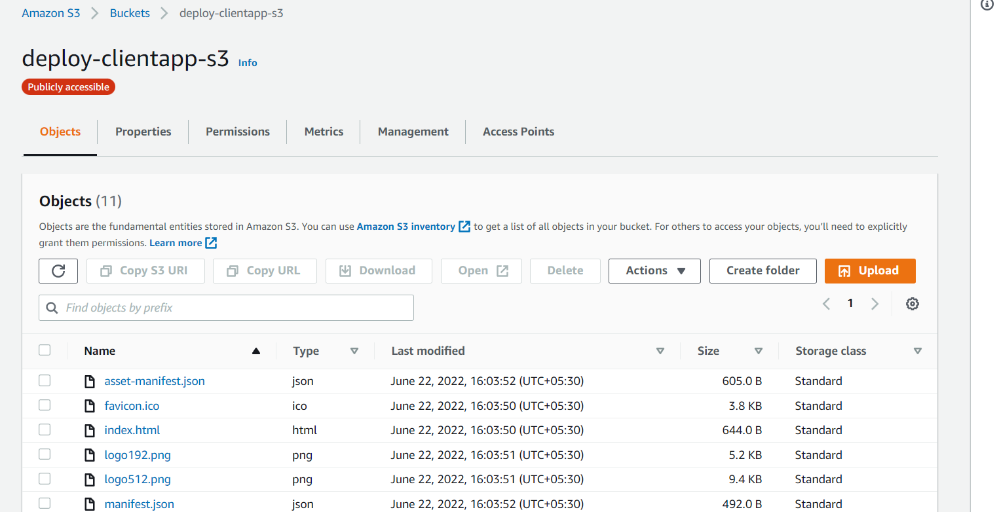 Amazon S3 > Buckets > deploy-clientapp-s3
deploy-clientapp-s3 Info
Publicly accessible
Objects Properties Permissions Metrics Management Access Points
Objects (11)
Objects are the fundamental entities stored in Amazon S3. You can use Amazon S3 inventory to get a list of all objects in your bucket. For others to access your objects, you’ll need to explicitly
grant them permissions. Learn more
Copy S3 URI Copy URL Download Open Delete Actions Create folder Upload
Find objects by prefix 1
Name Type Last modified Size Storage class
asset-manifest.json json June 22, 2022, 16:03:52 (UTC+05:30) 605.0 B Standard
favicon.ico ico June 22, 2022, 16:03:50 (UTC+05:30) 3.8 KB Standard
index.html html June 22, 2022, 16:03:50 (UTC+05:30) 644.0 B Standard
logo192.png png June 22, 2022, 16:03:51 (UTC+05:30) 5.2 KB Standard
logo512.png png June 22, 2022, 16:03:51 (UTC+05:30) 9.4 KB Standard
manifest.json json June 22, 2022, 16:03:52 (UTC+05:30) 492.0 B Standard